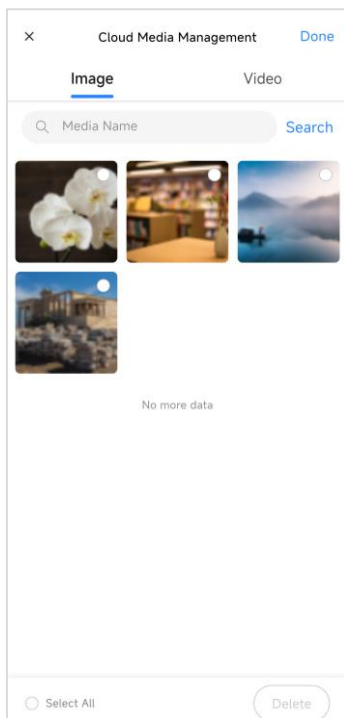 × Cloud Media Management Done
Image Video
Media Name Search
No more data
Select All Delete